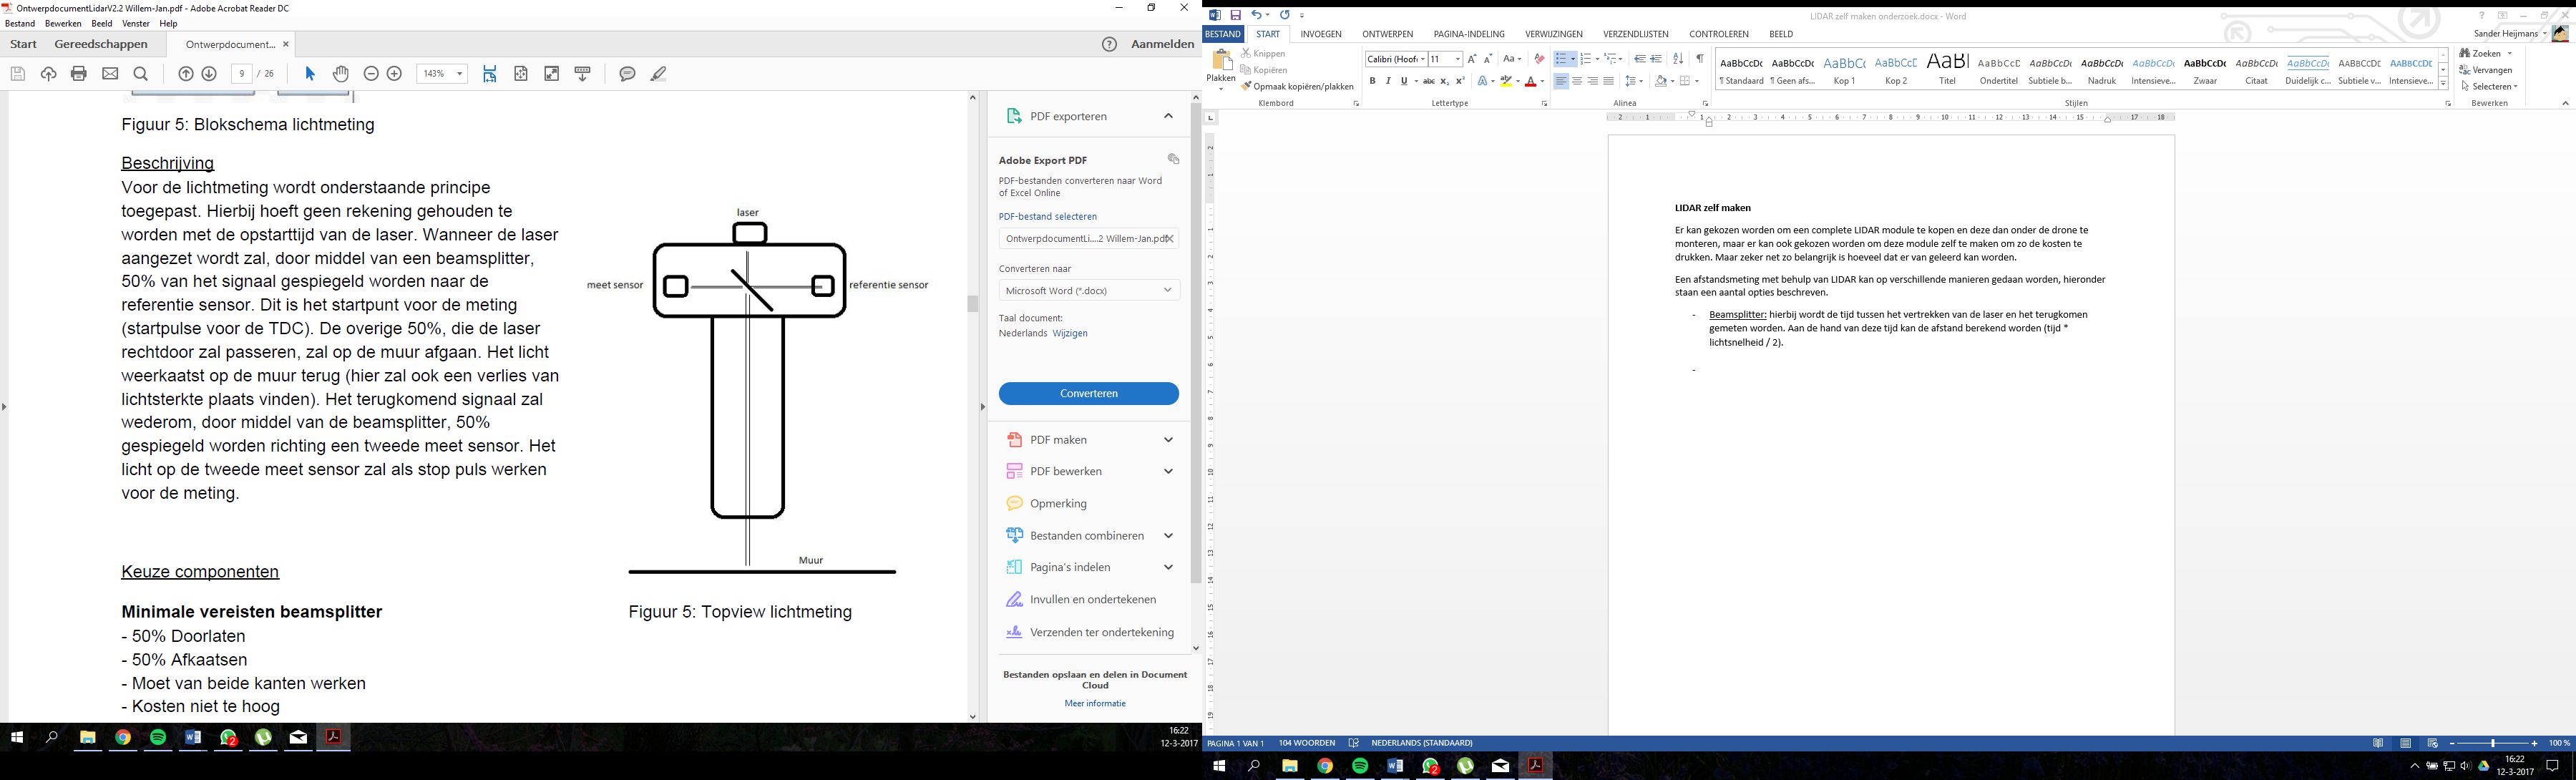 OntwerpdocumentLidarV2.2 Willem-Jan.pdf - Adobe Acrobat Reader DC
Bestand Bewerken Beeld Venster Help
Start Gereedschappen Ontwerpdocument... × Aanmelden
9 / 26 143%
Figuur 5: Blokschema lichtmeting
Beschrijving
Voor de lichtmeting wordt onderstaande principe
toegepast. Hierbij hoeft geen rekening gehouden te
worden met de opstarttijd van de laser. Wanneer de laser
aangezet wordt zal, door middel van een beamsplitter,
50% van het signaal gespiegeld worden naar de
referentie sensor. Dit is het startpunt voor de meting
(startpulse voor de TDC). De overige 50%, die de laser
rechtdoor zal passeren, zal op de muur afgaan. Het licht
weerkaatst op de muur terug (hier zal ook een verlies van
lichtsterkte plaats vinden). Het terugkomend signaal zal
wederom, door middel van de beamsplitter, 50%
gespiegeld worden richting een tweede meet sensor. Het
licht op de tweede meet sensor zal als stop puls werken
voor de meting.
laser
meet sensor
referentie sensor
Muur
Figuur 5: Topview lichtmeting
Keuze componenten
Minimale vereisten beamsplitter
- 50% Doorlaten
- 50% Afkaatsen
- Moet van beide kanten werken
- Kosten niet te hoog
PDF exporteren
Adobe Export PDF
PDF-bestanden converteren naar Word
of Excel Online
PDF-bestand selecteren
OntwerpdocumentLi....2 Willem-Jan.pdf
Converteren naar
Microsoft Word (*.docx)
Taal document:
Nederlands Wijzigen
Converteren
PDF maken
PDF bewerken
Opmerking
Bestanden combineren
Pagina's indelen
Invullen en ondertekenen
Verzenden ter ondertekening
Bestanden opslaan en delen in Document
Cloud
Meer informatie
2
16:22
12-3-2017
LIDAR zelf maken onderzoek.docx - Word
BESTAND START INVOEGEN ONTWERPEN PAGINA-INDELING VERWIJZINGEN VERZENDLIJSTEN CONTROLEREN BEELD Sander Heijmans
Plakken
Knippen
Kopiëren
Opmaak kopiëren/plakken
Klembord
Calibri (Hoof 11
Lettertype
Alinea
AaBbCcDc AaBbCcDc AaBbCc AaBbCcD AaBl AaBbCcC AaBbCcDc AaBbCcDc AaBbCcDc AaBbCcDc AaBbCcDc AaBbCcDc AaBbCcDc AaBbCcDc
¶ Standaard ¶ Geen afs... Kop 1 Kop 2 Titel Ondertitel Subtiele b... Nadruk Intensieve... Zwaar Citaat Duidelijk c... Subtiele v... Intensieve...
Stijlen
Zoeken
Vervangen
Selecteren
Bewerken
LIDAR zelf maken
Er kan gekozen worden om een complete LIDAR module te kopen en deze dan onder de drone te
monteren, maar er kan ook gekozen worden om deze module zelf te maken om zo de kosten te
drukken. Maar zeker net zo belangrijk is hoeveel dat er van geleerd kan worden.
Een afstandsmeting met behulp van LIDAR kan op verschillende manieren gedaan worden, hieronder
staan een aantal opties beschreven.
- Beamsplitter: hierbij wordt de tijd tussen het vertrekken van de laser en het terugkomen
gemeten worden. Aan de hand van deze tijd kan de afstand berekend worden (tijd *
lichtsnelheid / 2).
-
PAGINA 1 VAN 1 104 WOORDEN NEDERLANDS (STANDAARD) 100 %
2
16:22
12-3-2017